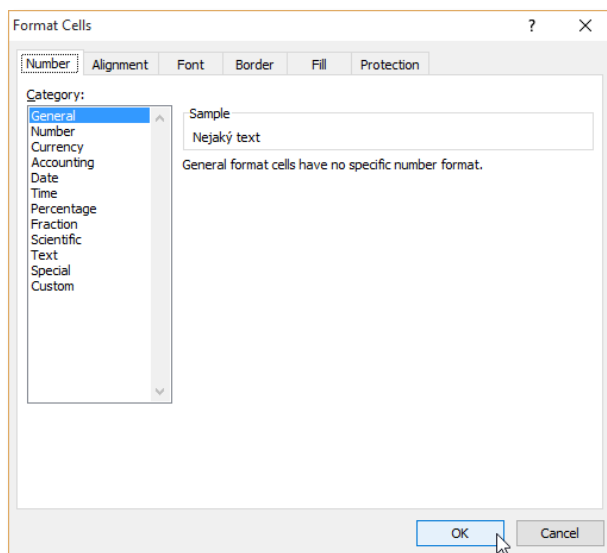 Format Cells ? X
Number Alignment Font Border Fill Protection
Category:
General
Number
Currency
Accounting
Date
Time
Percentage
Fraction
Scientific
Text
Special
Custom
Sample
Nejaký text
General format cells have no specific number format.
OK Cancel